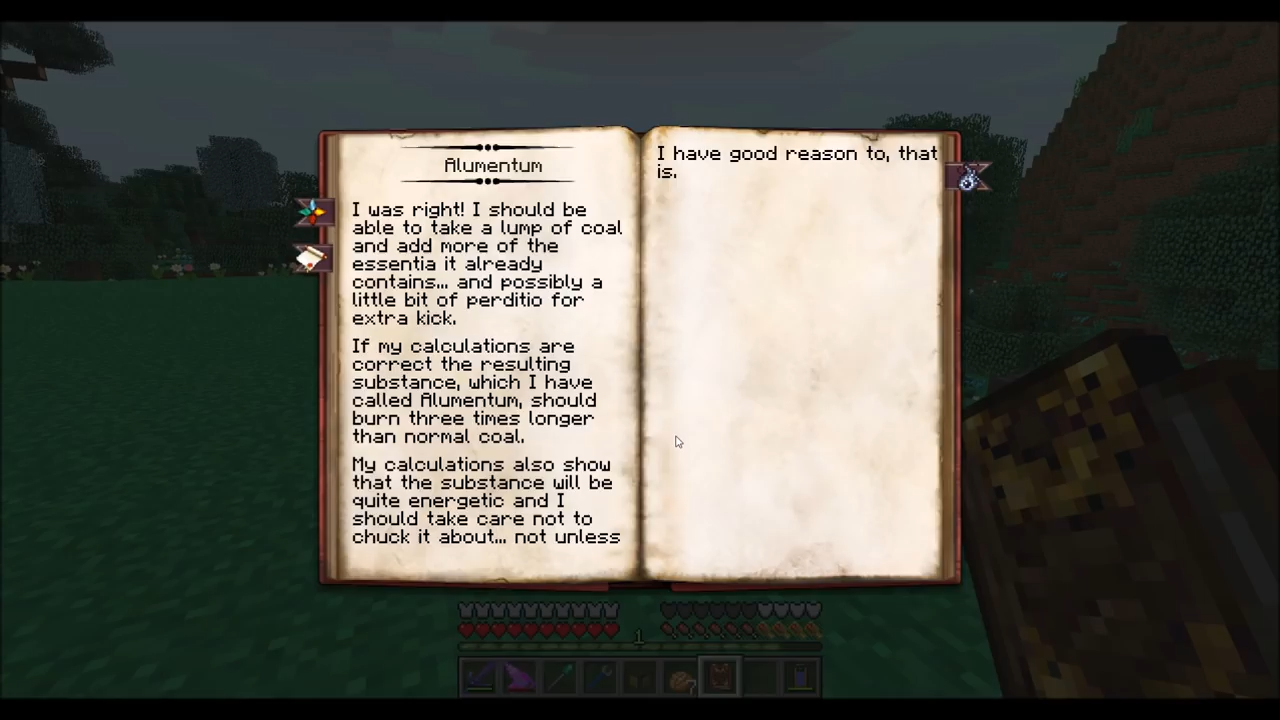 Alumentum
I was right! I should be
able to take a lump of coal
and add more of the
essentia it already
contains... and possibly a
little bit of perditio for
extra kick.
If my calculations are
correct the resulting
substance, which I have
called Alumentum, should
burn three times longer
than normal coal.
My calculations also show
that the substance will be
quite energetic and I
should take care not to
chuck it about... not unless
I have good reason to, that
is.
1
7